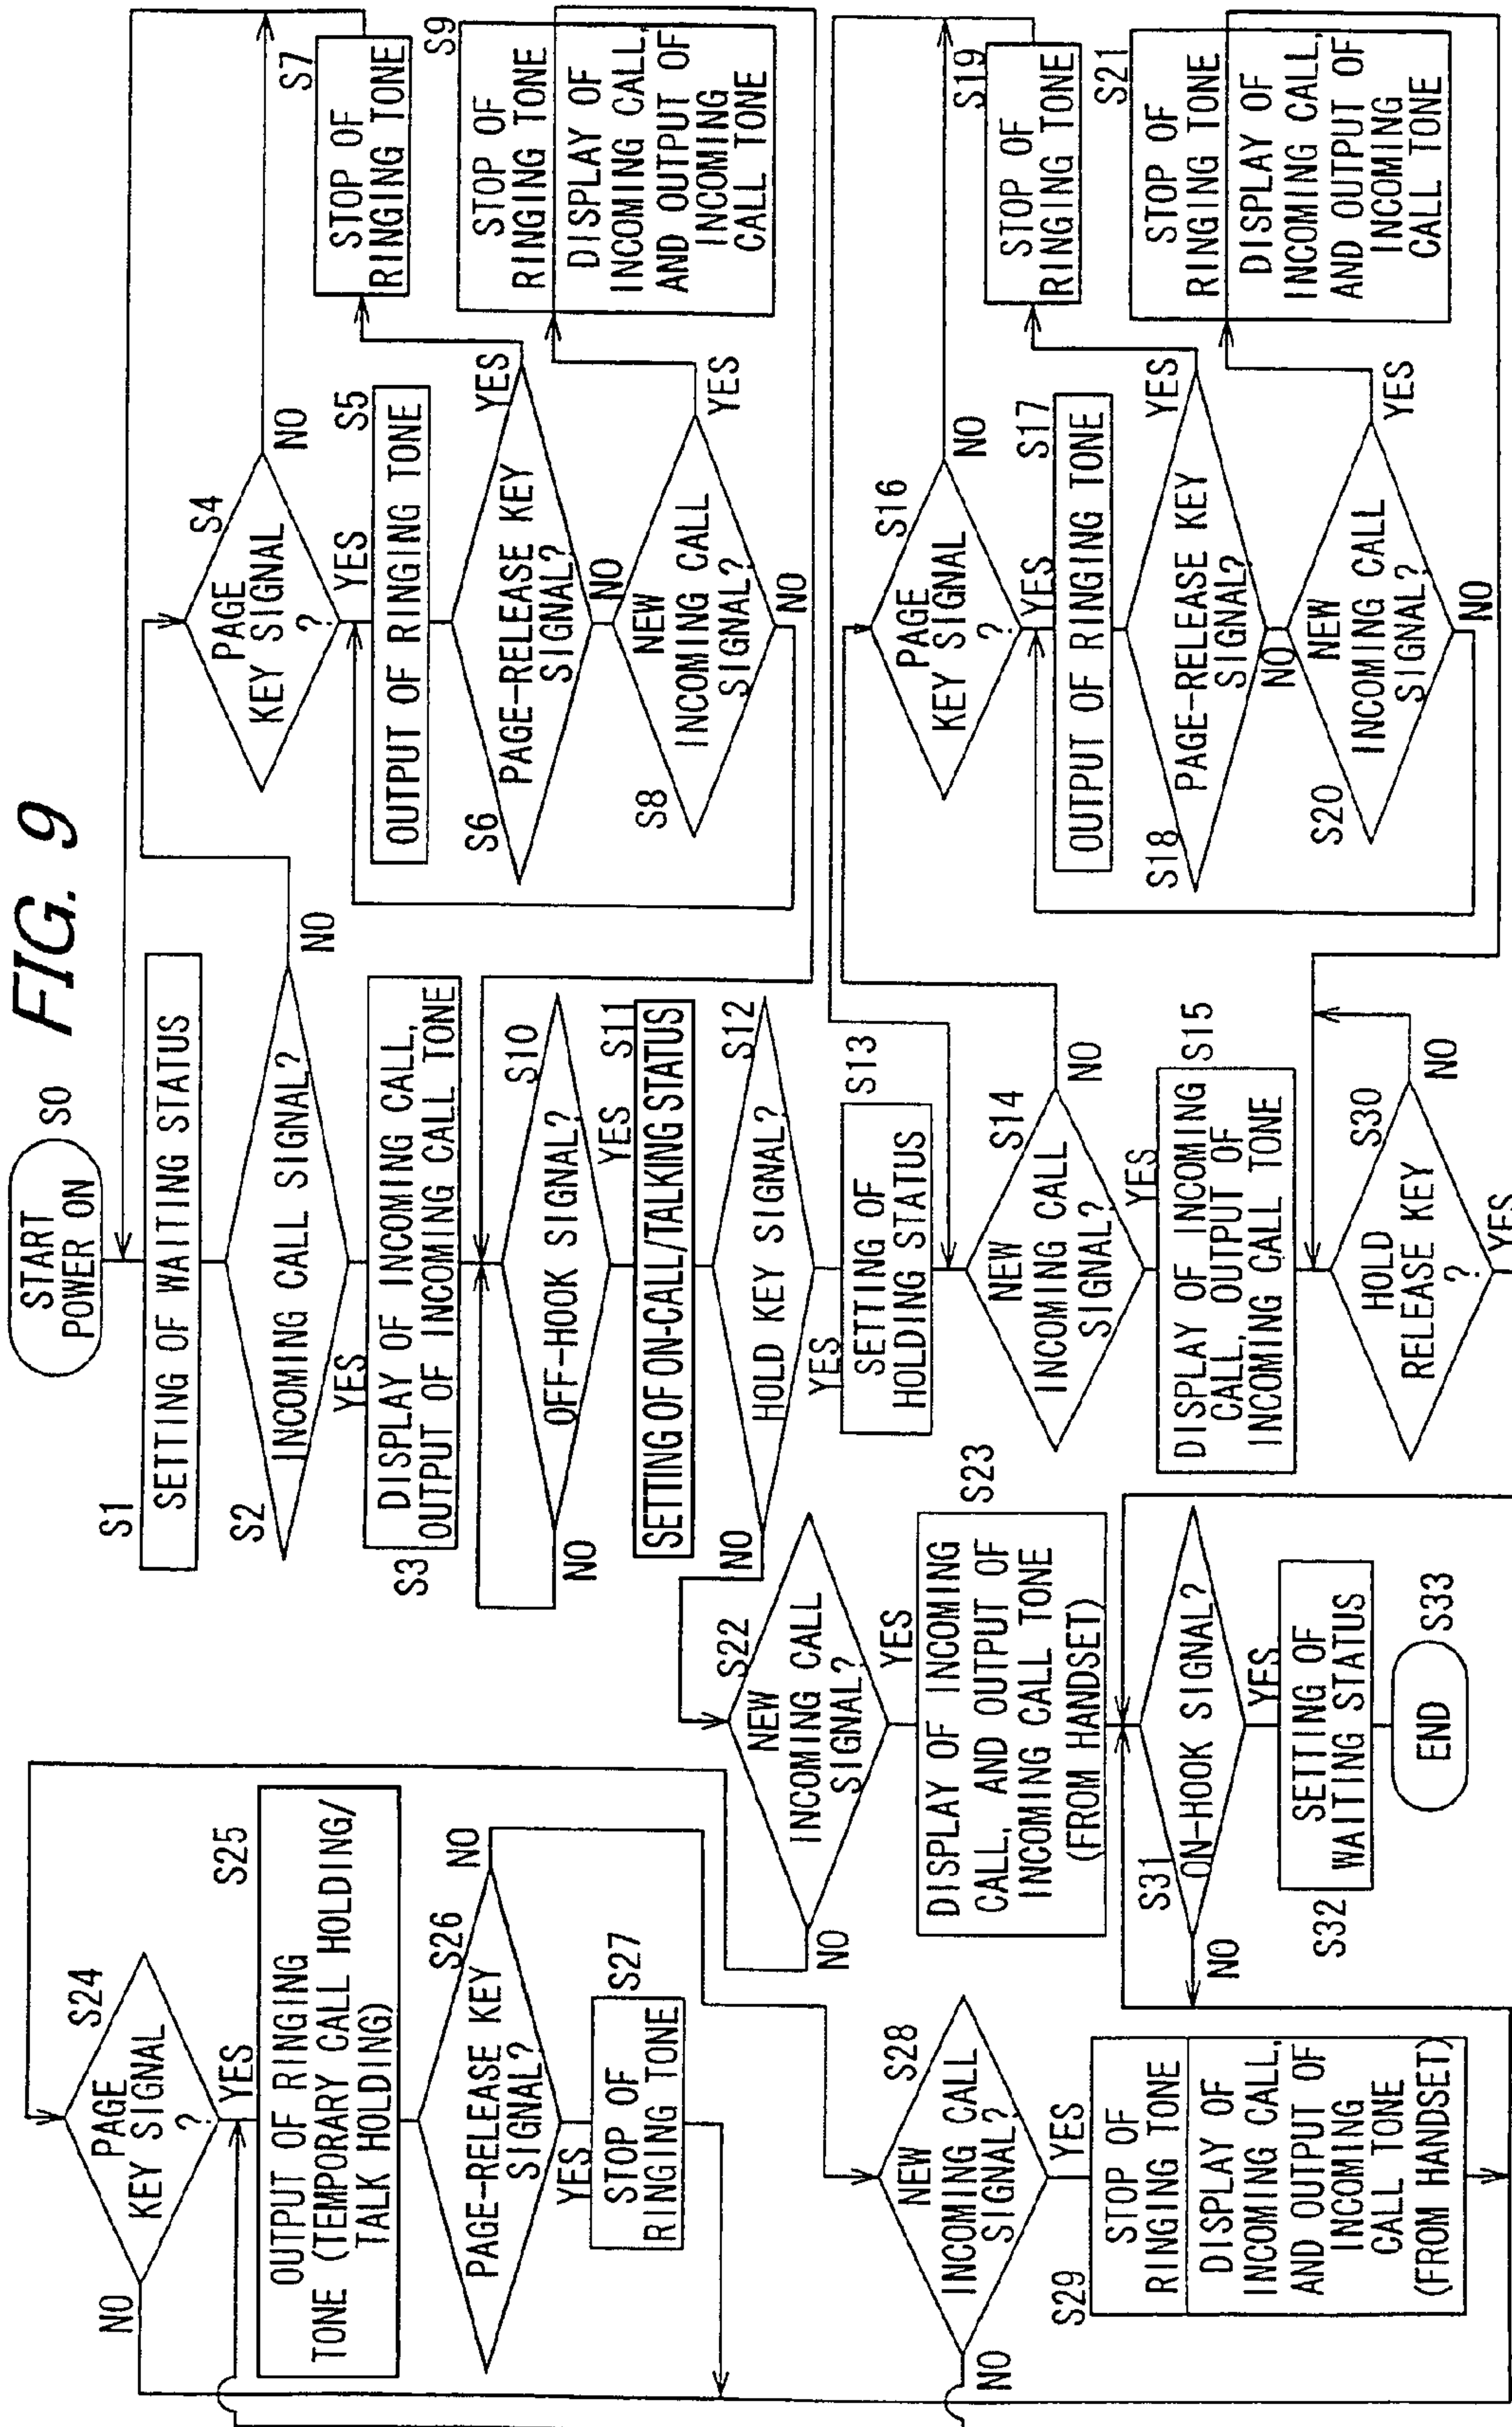 FIG. 9
START
POWER ON
S0
S1
SETTING OF WAITING STATUS
S2
INCOMING CALL SIGNAL?
NO
YES
S3
DISPLAY OF INCOMING CALL,
OUTPUT OF INCOMING CALL TONE
S4
PAGE
KEY SIGNAL
?
NO
YES
S5
OUTPUT OF RINGING TONE
S6
PAGE-RELEASE KEY
SIGNAL?
YES
NO
S7
STOP OF
RINGING TONE
S8
NEW
INCOMING CALL
SIGNAL?
YES
NO
S9
STOP OF
RINGING TONE
DISPLAY OF
INCOMING CALL,
AND OUTPUT OF
INCOMING
CALL TONE
S10
OFF-HOOK SIGNAL?
NO
YES
S11
SETTING OF ON-CALL/TALKING STATUS
S12
HOLD KEY SIGNAL?
NO
YES
S13
SETTING OF
HOLDING STATUS
S14
NEW
INCOMING CALL
SIGNAL?
NO
YES
S15
DISPLAY OF INCOMING
CALL, OUTPUT OF
INCOMING CALL TONE
S16
PAGE
KEY SIGNAL
?
NO
YES
S17
OUTPUT OF RINGING TONE
S18
PAGE-RELEASE KEY
SIGNAL?
YES
NO
S19
STOP OF
RINGING TONE
S20
NEW
INCOMING CALL
SIGNAL?
YES
NO
S21
STOP OF
RINGING TONE
DISPLAY OF
INCOMING CALL,
AND OUTPUT OF
INCOMING
CALL TONE
S22
NEW
INCOMING CALL
SIGNAL?
NO
YES
S23
DISPLAY OF INCOMING
CALL, AND OUTPUT OF
INCOMING CALL TONE
(FROM HANDSET)
S24
PAGE
KEY SIGNAL
?
NO
YES
S25
OUTPUT OF RINGING
TONE (TEMPORARY CALL HOLDING/
TALK HOLDING)
S26
PAGE-RELEASE KEY
SIGNAL?
NO
YES
S27
STOP OF
RINGING TONE
S28
NEW
INCOMING CALL
SIGNAL?
NO
YES
S29
STOP OF
RINGING TONE
DISPLAY OF
INCOMING CALL,
AND OUTPUT OF
INCOMING
CALL TONE
(FROM HANDSET)
S30
HOLD
RELEASE KEY
?
NO
YES
S31
ON-HOOK SIGNAL?
NO
YES
S32
SETTING OF
WAITING STATUS
END
S33